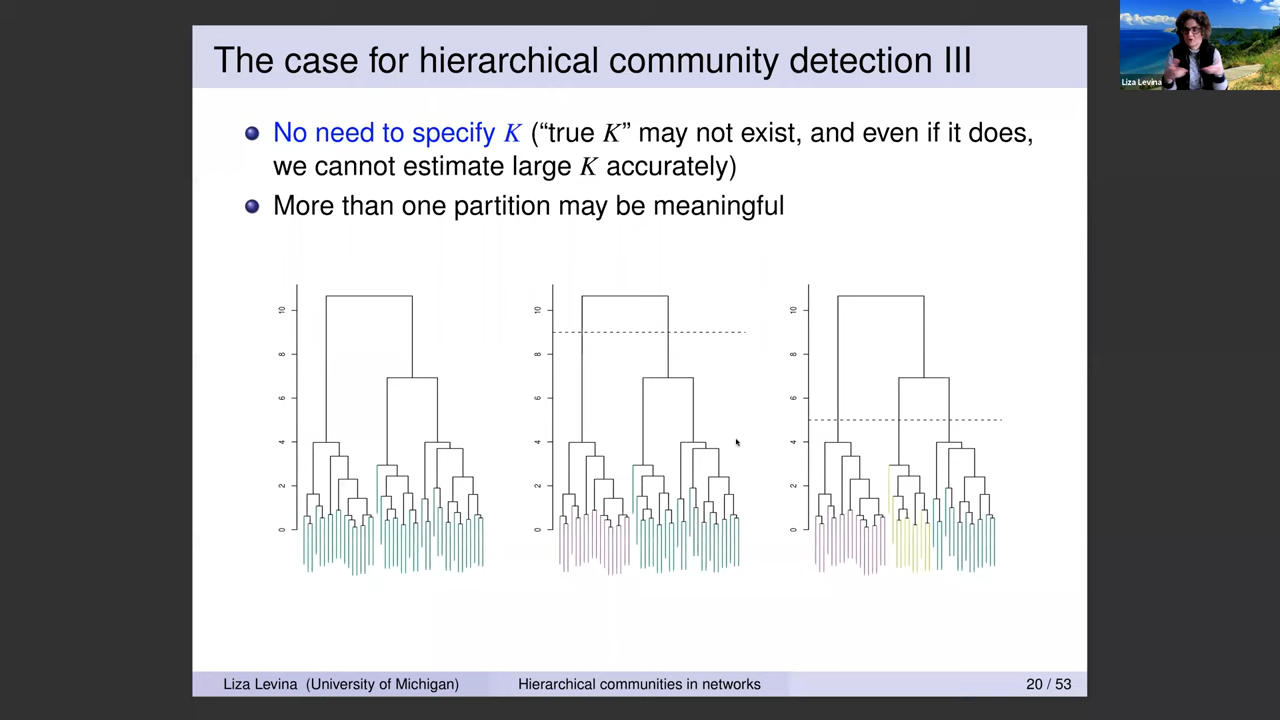 The case for hierarchical community detection III
Liza Levina
No need to specify K (“true K” may not exist, and even if it does,
we cannot estimate large K accurately)
More than one partition may be meaningful
0 2 4 6 8 10
0 2 4 6 8 10
0 2 4 6 8 10
Liza Levina (University of Michigan) Hierarchical communities in networks 20 / 53